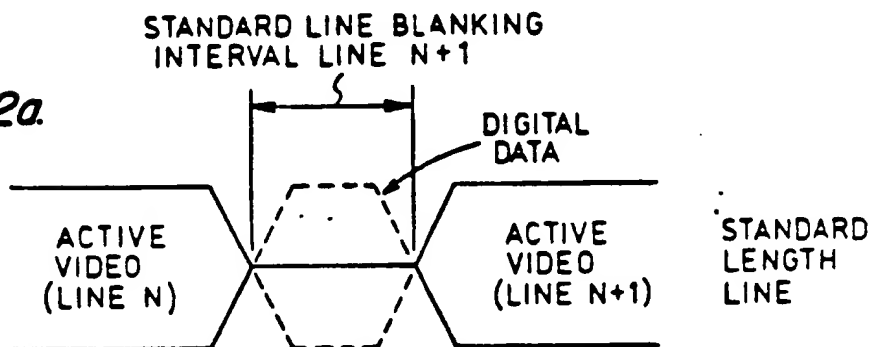 STANDARD LINE BLANKING
INTERVAL LINE N+1
2a.
DIGITAL
DATA
ACTIVE
VIDEO
(LINE N)
ACTIVE
VIDEO
(LINE N+1)
STANDARD
LENGTH
LINE